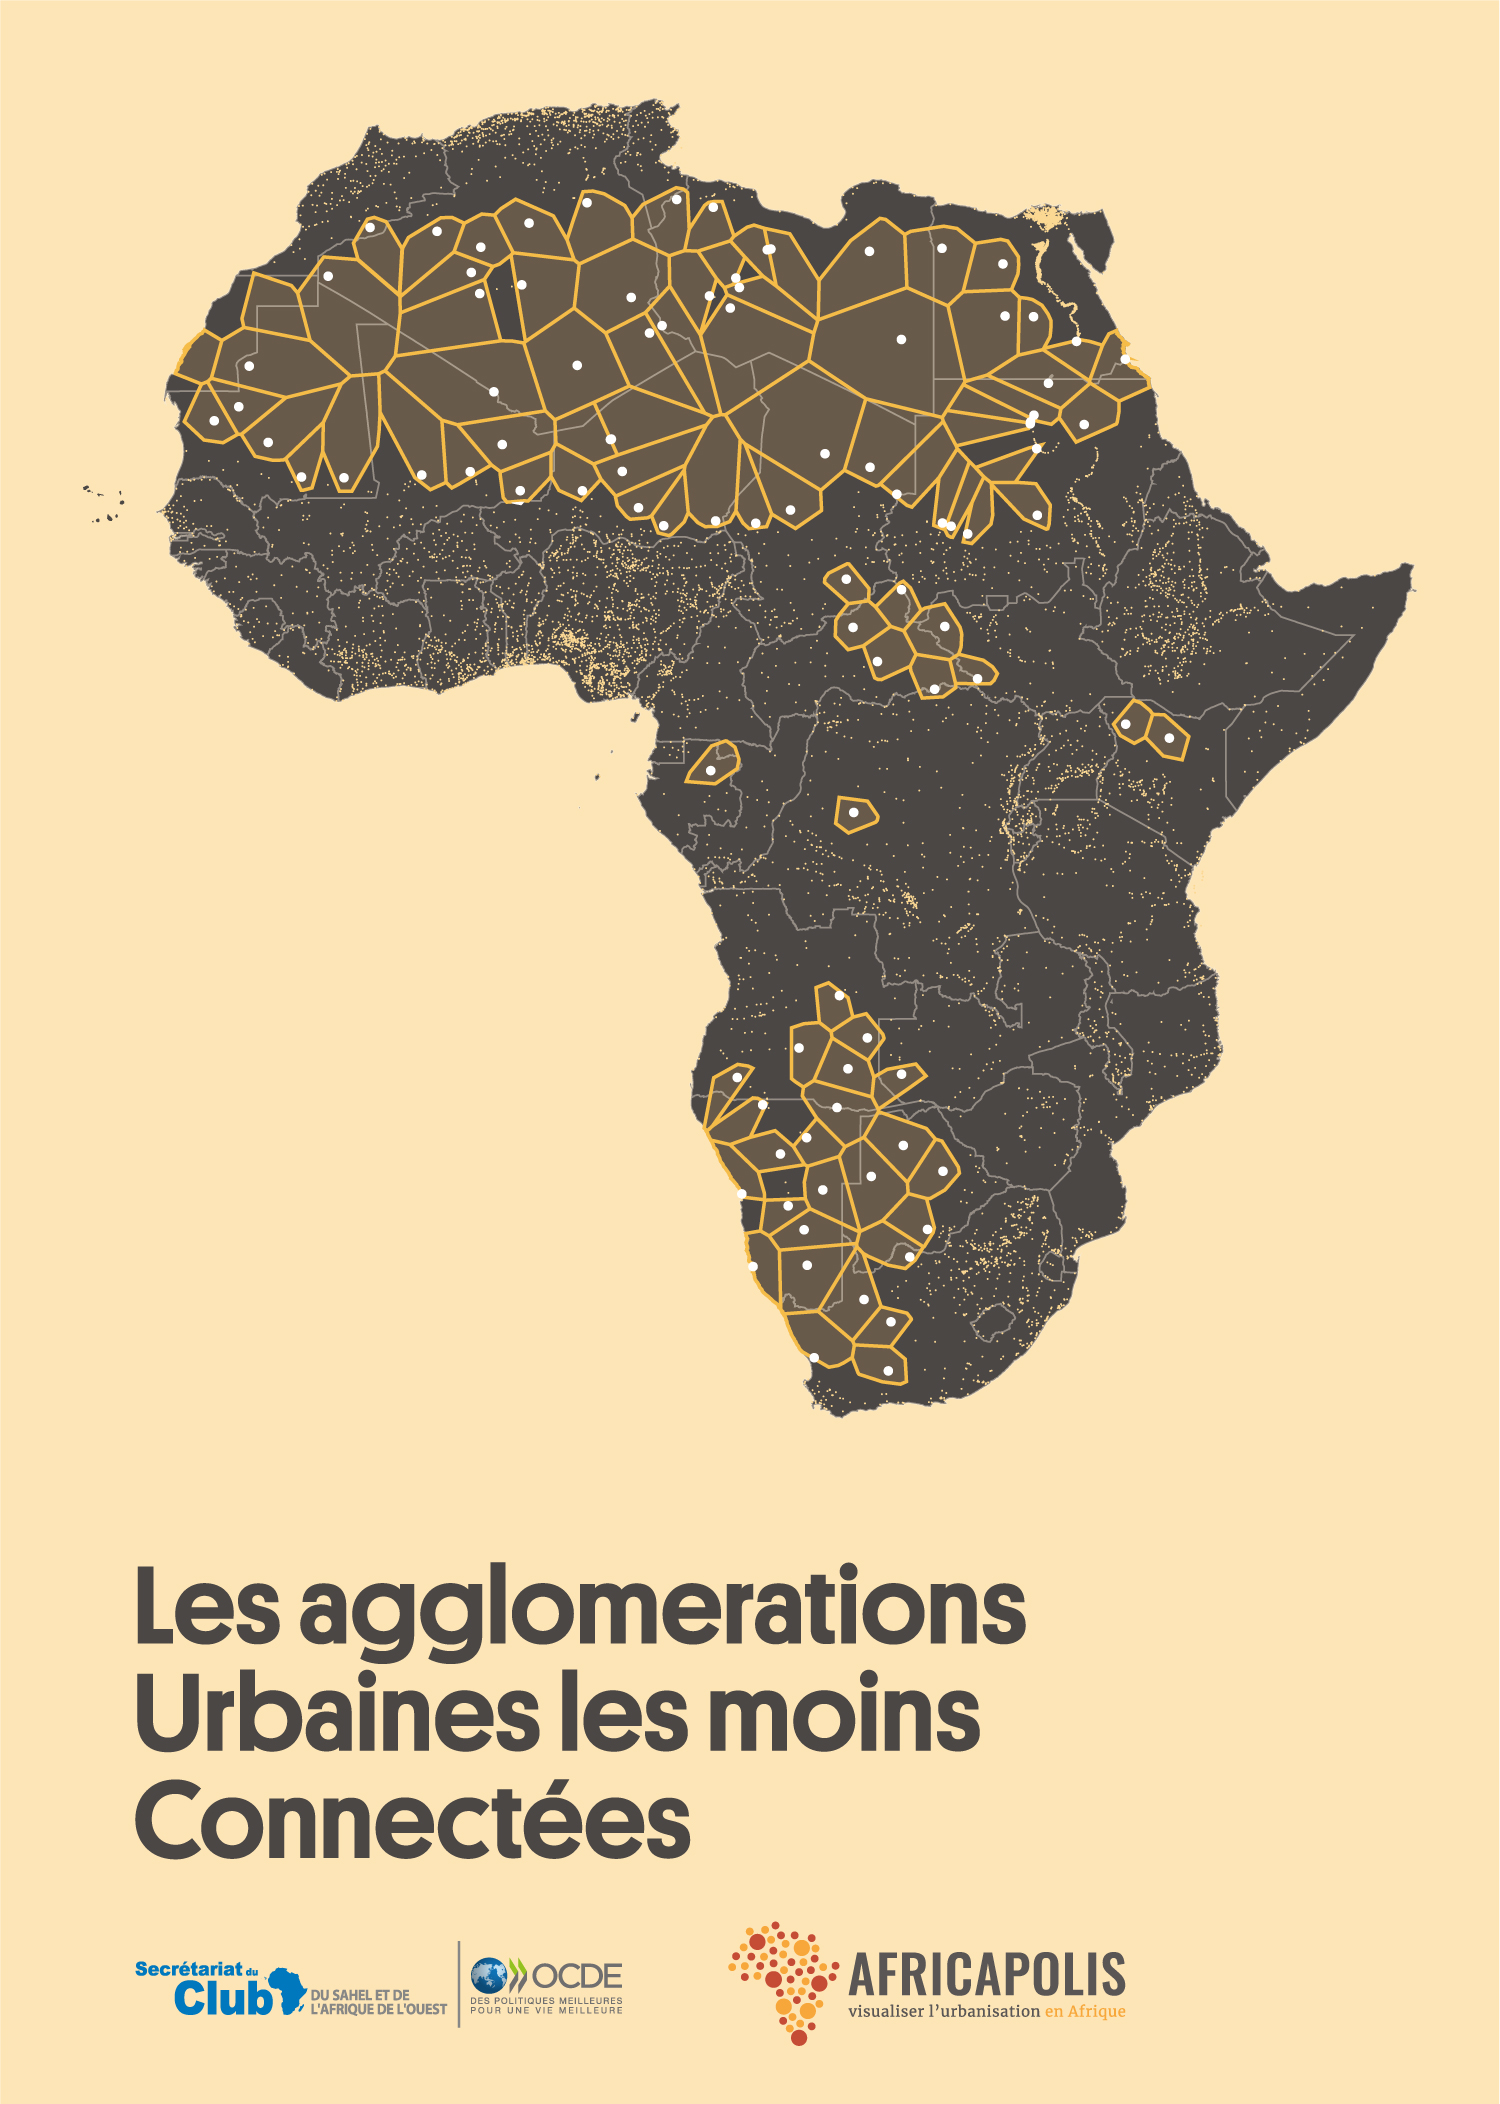 Les agglomerations
Urbaines les moins
Connectées
Secrétariat du
Club
DU SAHEL ET DE
L'AFRIQUE DE L'OUEST
OCDE
DES POLITIQUES MEILLEURES
POUR UNE VIE MEILLEURE
AFRICAPOLIS
visualiser l'urbanisation en Afrique